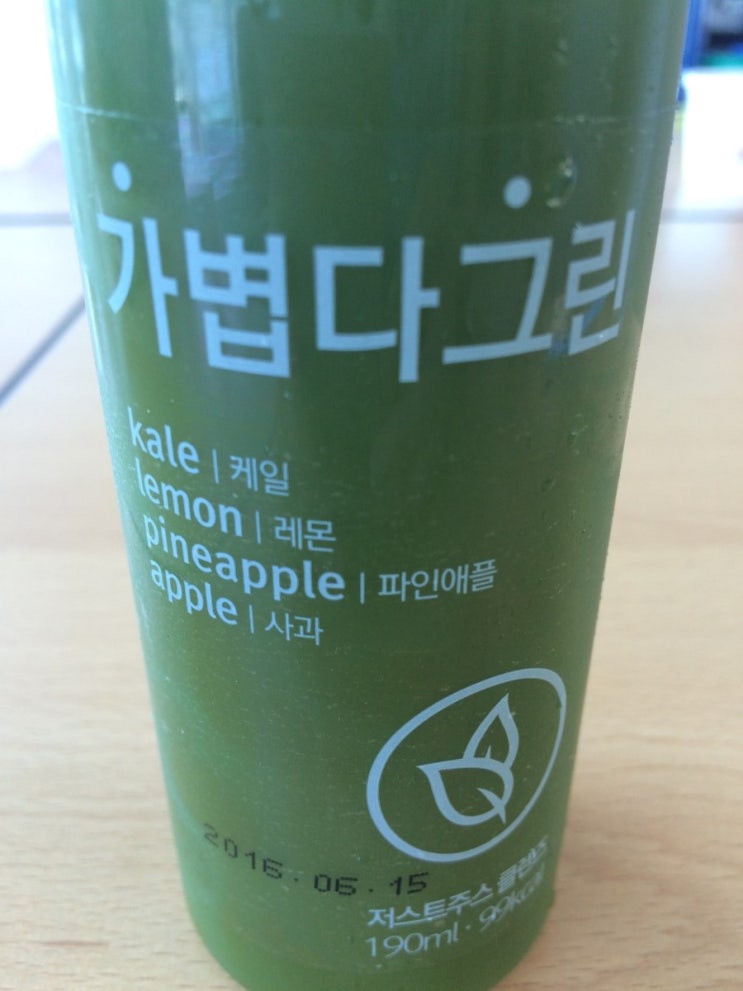 가볍다그린
kale | 케일
lemon | 레몬
pineapple | 파인애플
apple | 사과
2016.06.15
저스트주스 클렌즈
190ml · 99kcal